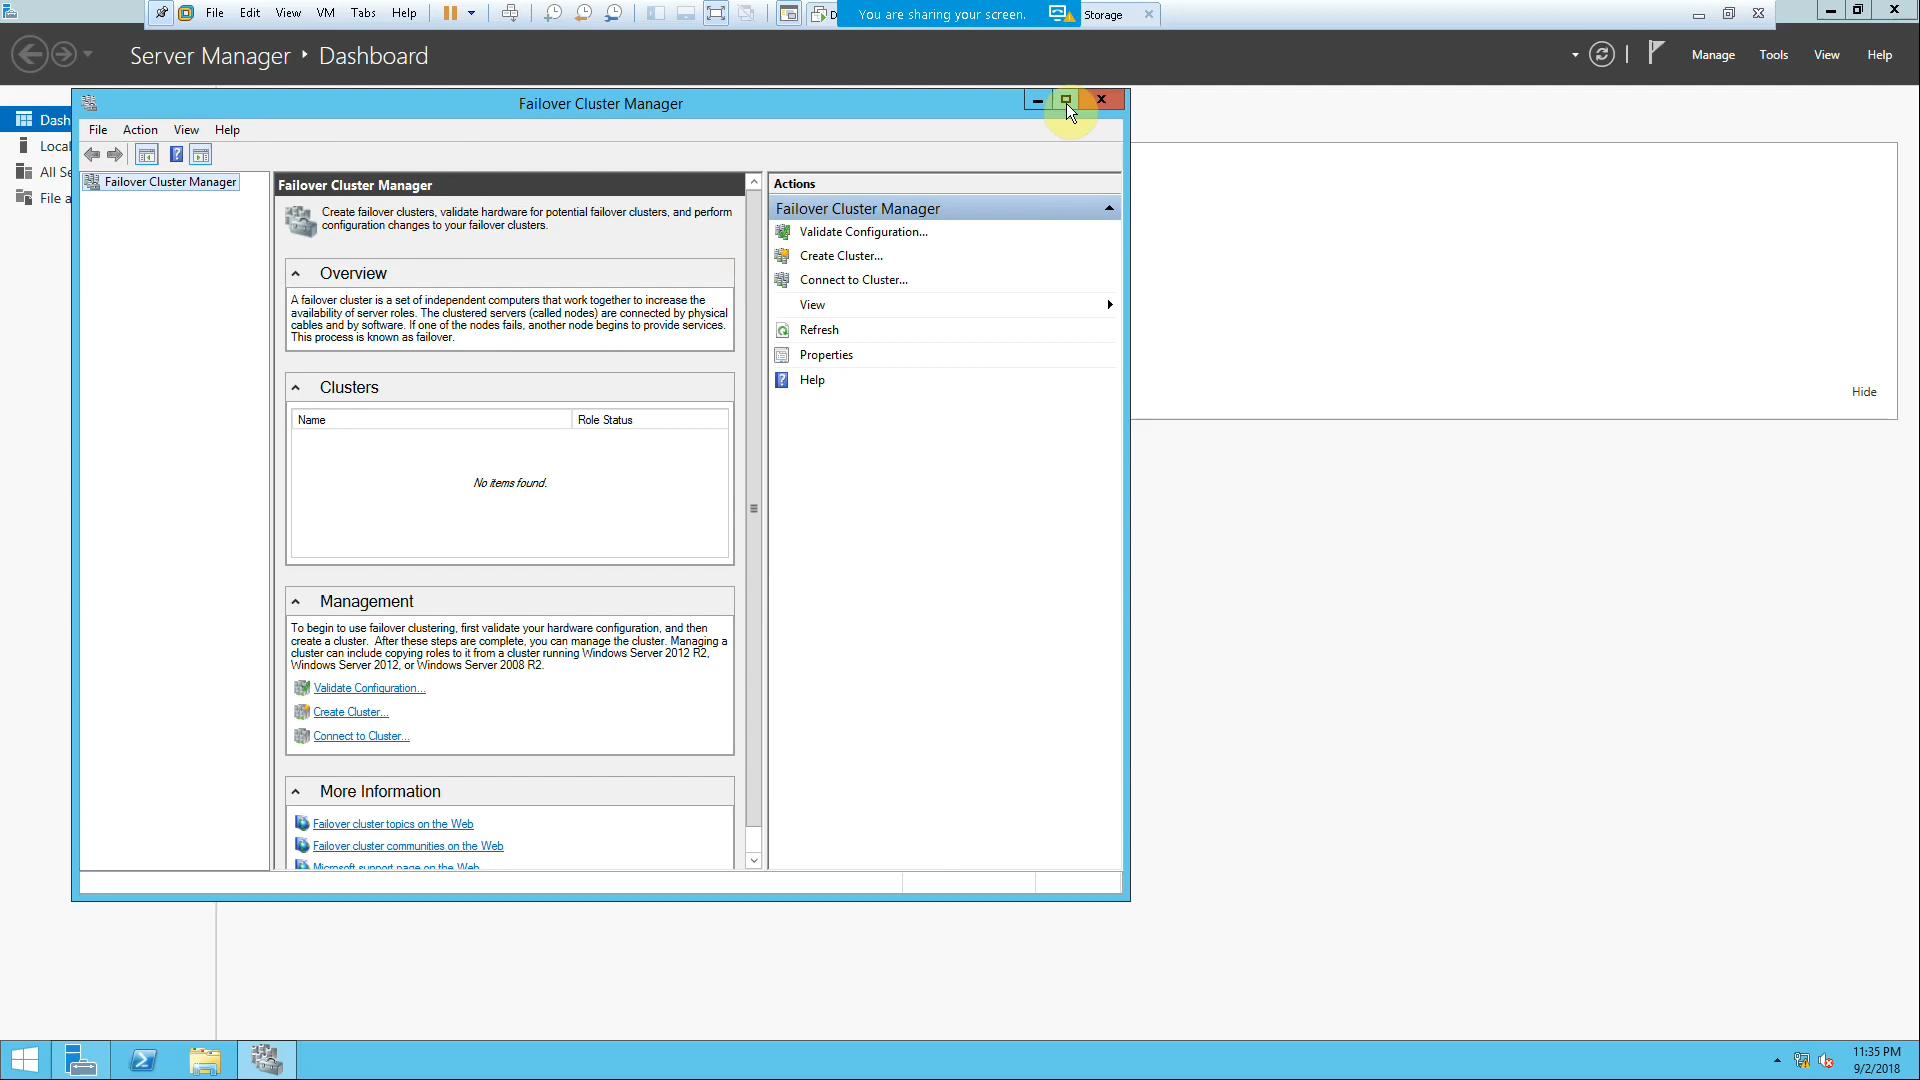 File Edit View VM Tabs Help
You are sharing your screen.
Storage
Server Manager ‣ Dashboard
Manage Tools View Help
Failover Cluster Manager
Dash
Local
All Se
File a
File Action View Help
Failover Cluster Manager
Failover Cluster Manager
Create failover clusters, validate hardware for potential failover clusters, and perform
configuration changes to your failover clusters.
Overview
A failover cluster is a set of independent computers that work together to increase the
availability of server roles. The clustered servers (called nodes) are connected by physical
cables and by software. If one of the nodes fails, another node begins to provide services.
This process is known as failover.
Clusters
Name Role Status
No items found.
Management
To begin to use failover clustering, first validate your hardware configuration, and then
create a cluster. After these steps are complete, you can manage the cluster. Managing a
cluster can include copying roles to it from a cluster running Windows Server 2012 R2,
Windows Server 2012, or Windows Server 2008 R2.
Validate Configuration...
Create Cluster...
Connect to Cluster...
More Information
Failover cluster topics on the Web
Failover cluster communities on the Web
Microsoft support page on the Web
Actions
Failover Cluster Manager
Validate Configuration...
Create Cluster...
Connect to Cluster...
View
Refresh
Properties
Help
Hide
11:35 PM
9/2/2018